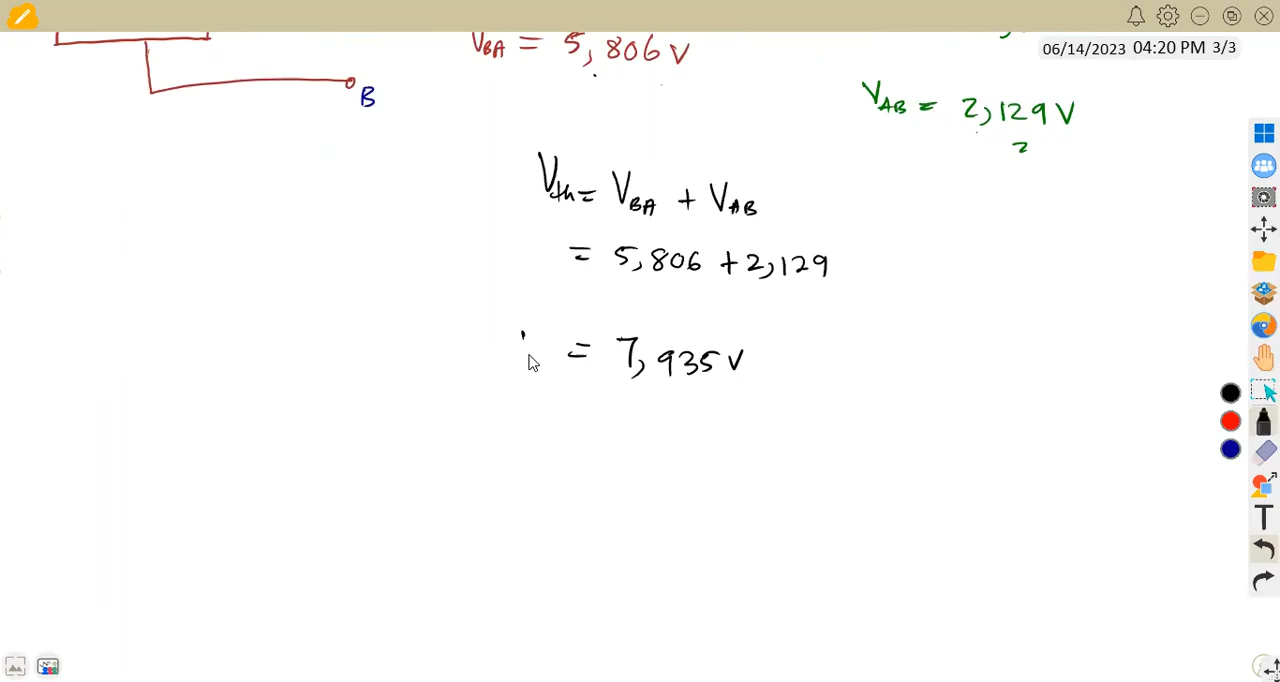 06/14/2023 04:20 PM 3/3
V_BA = 5,806 V
B
V_AB = 2,129 V
V_th = V_BA + V_AB
= 5,806 + 2,129
= 7,935 V
T